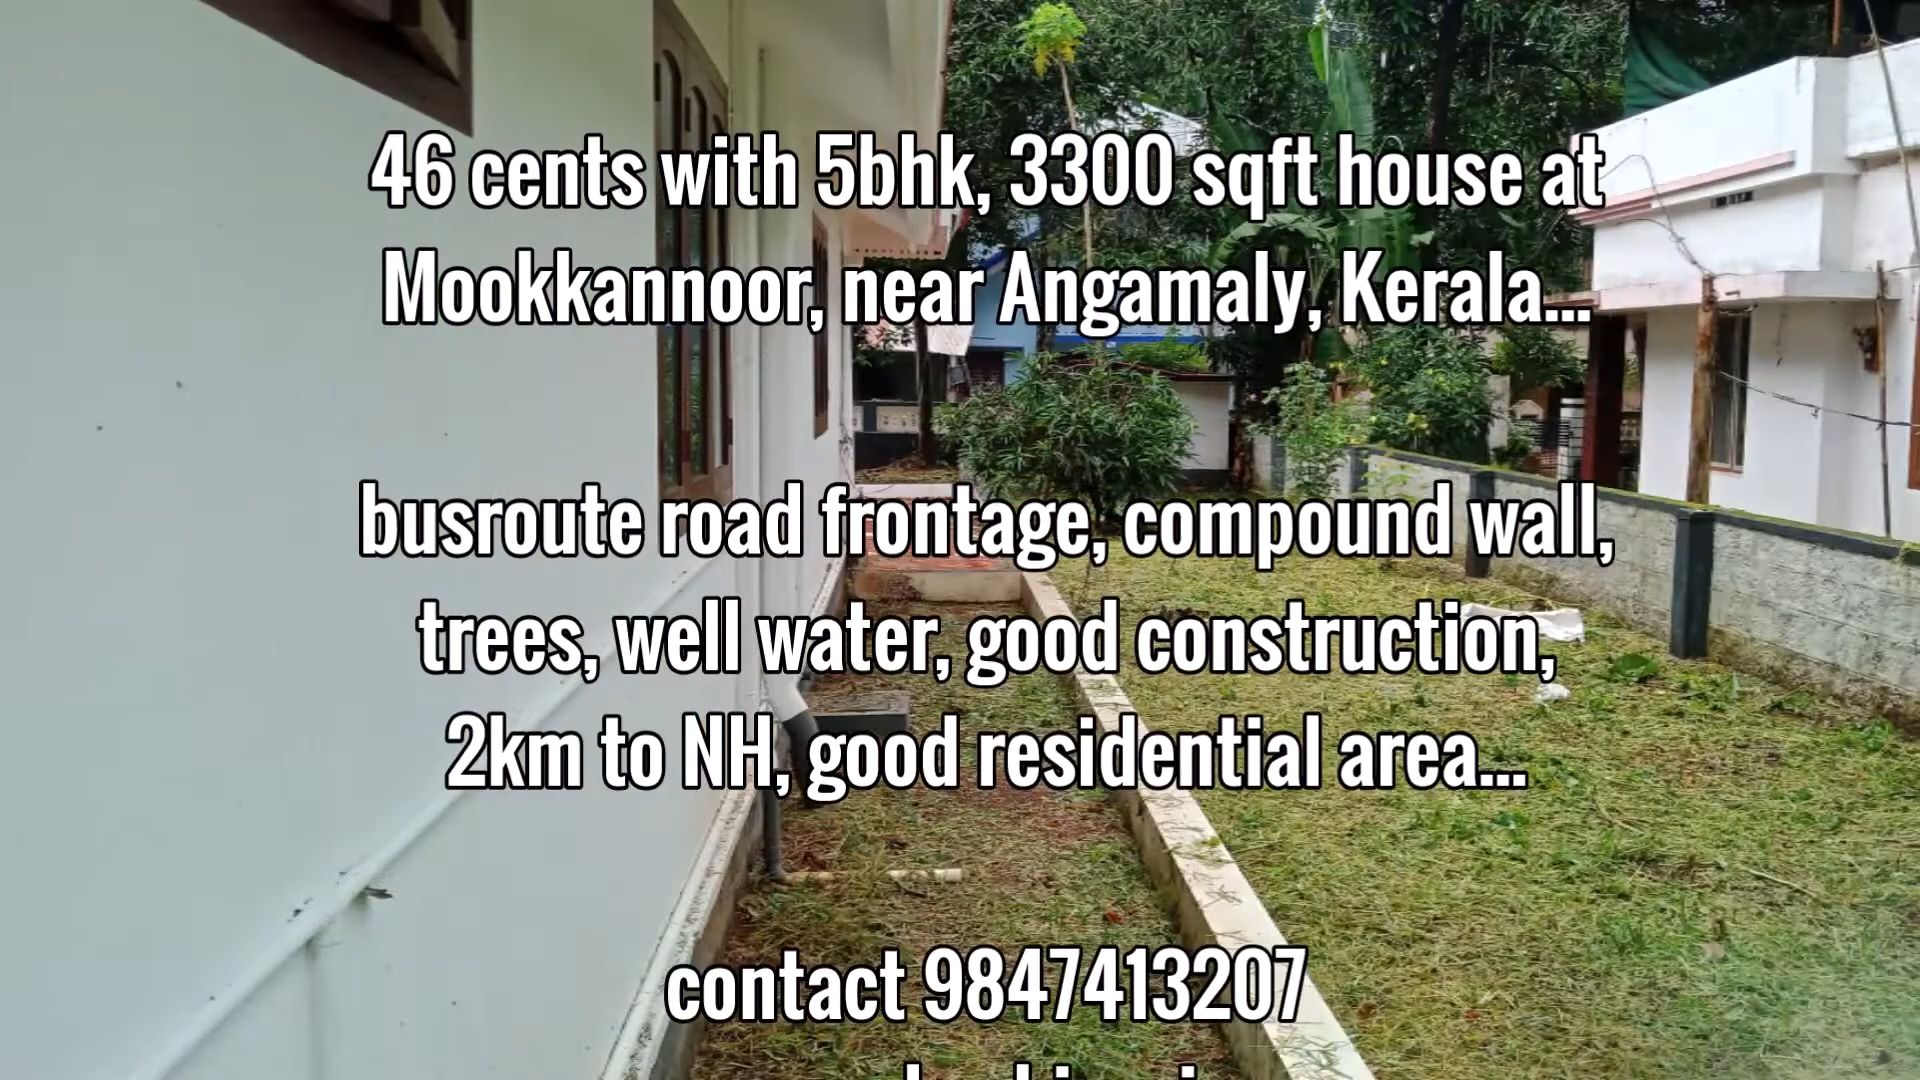 46 cents with 5bhk, 3300 sqft house at
Mookkannoor, near Angamaly, Kerala...
busroute road frontage, compound wall,
trees, well water, good construction,
2km to NH, good residential area...
contact 9847413207